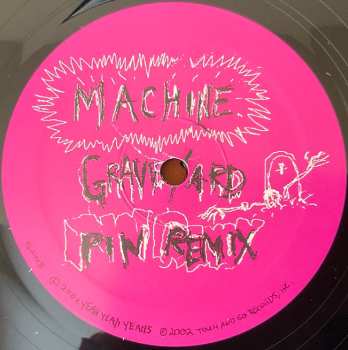 MACHINE
GRAVEYARD
PIN REMIX
℗ 2002 YEAH YEAH YEAHS © 2002 TOUCH AND GO RECORDS, INC.